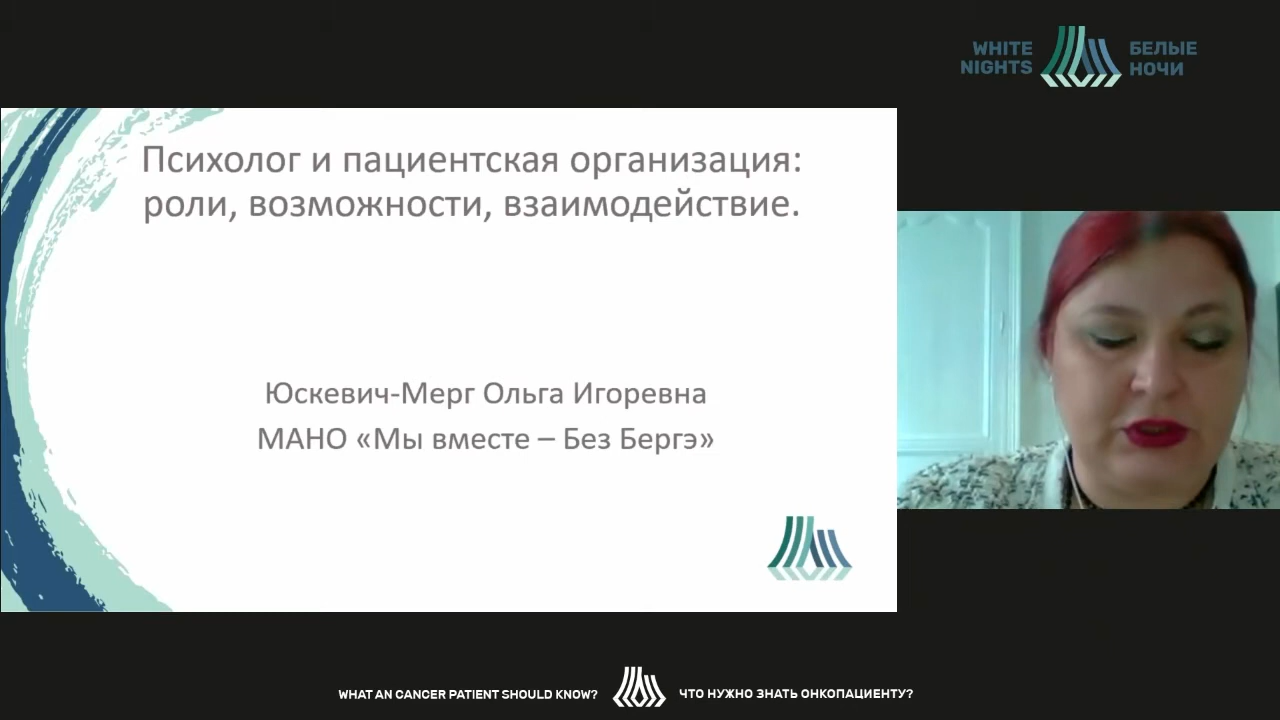 WHITE
NIGHTS
БЕЛЫЕ
НОЧИ
Психолог и пациентская организация:
роли, возможности, взаимодействие.
Юскевич-Мерг Ольга Игоревна
МАНО «Мы вместе – Без Бергэ»
WHAT AN CANCER PATIENT SHOULD KNOW?
ЧТО НУЖНО ЗНАТЬ ОНКОПАЦИЕНТУ?